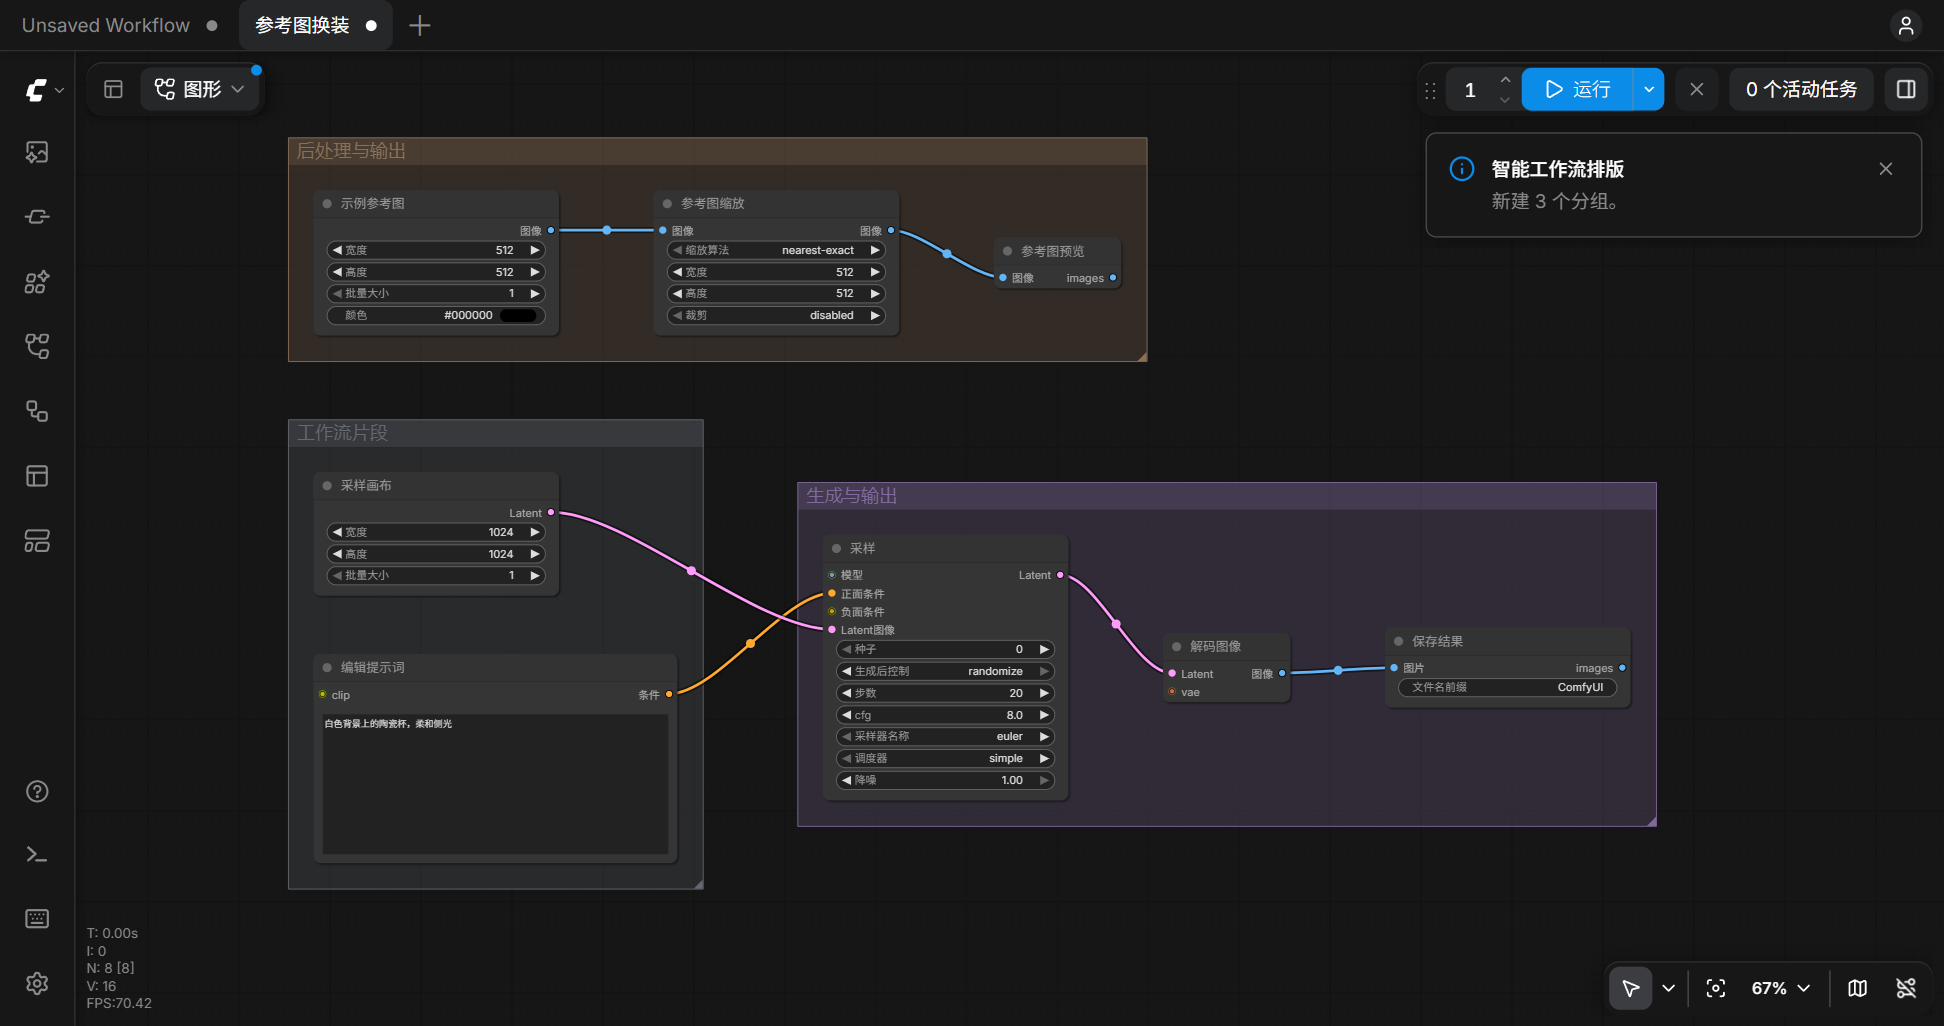 Unsaved Workflow
参考图换装
图形
1
运行
0 个活动任务
智能工作流排版
新建 3 个分组。
后处理与输出
示例参考图
图像
宽度 512
高度 512
批量大小 1
颜色 #000000
参考图缩放
图像 图像
缩放算法 nearest-exact
宽度 512
高度 512
裁剪 disabled
参考图预览
图像 images
工作流片段
采样画布
Latent
宽度 1024
高度 1024
批量大小 1
编辑提示词
clip 条件
白色背景上的陶瓷杯，柔和侧光
生成与输出
采样
模型 Latent
正面条件
负面条件
Latent图像
种子 0
生成后控制 randomize
步数 20
cfg 8.0
采样器名称 euler
调度器 simple
降噪 1.00
解码图像
Latent 图像
vae
保存结果
图片 images
文件名前缀 ComfyUI
T: 0.00s
I: 0
N: 8 [8]
V: 16
FPS:70.42
67%